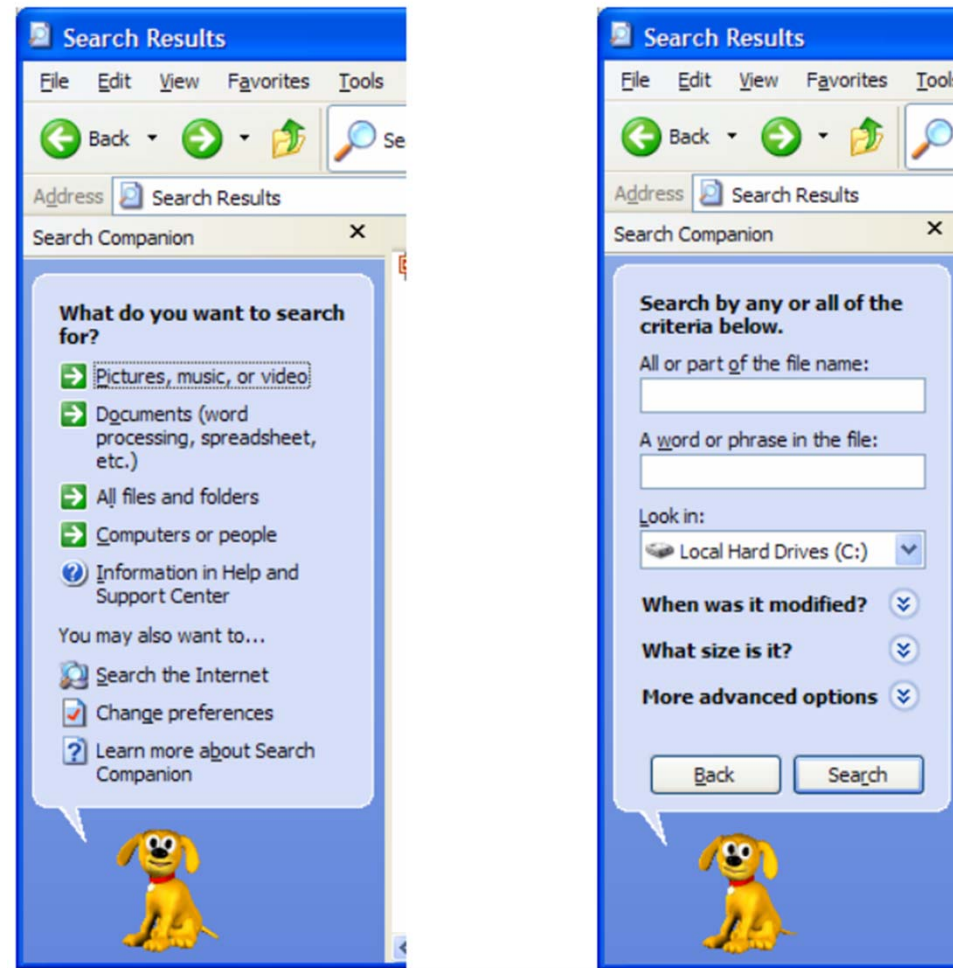 Search Results
File Edit View Favorites Tools
Back Se
Address Search Results
Search Companion
What do you want to search
for?
Pictures, music, or video
Documents (word
processing, spreadsheet,
etc.)
All files and folders
Computers or people
Information in Help and
Support Center
You may also want to...
Search the Internet
Change preferences
Learn more about Search
Companion
Search Results
File Edit View Favorites Tools
Back
Address Search Results
Search Companion
Search by any or all of the
criteria below.
All or part of the file name:
A word or phrase in the file:
Look in:
Local Hard Drives (C:)
When was it modified?
What size is it?
More advanced options
Back Search